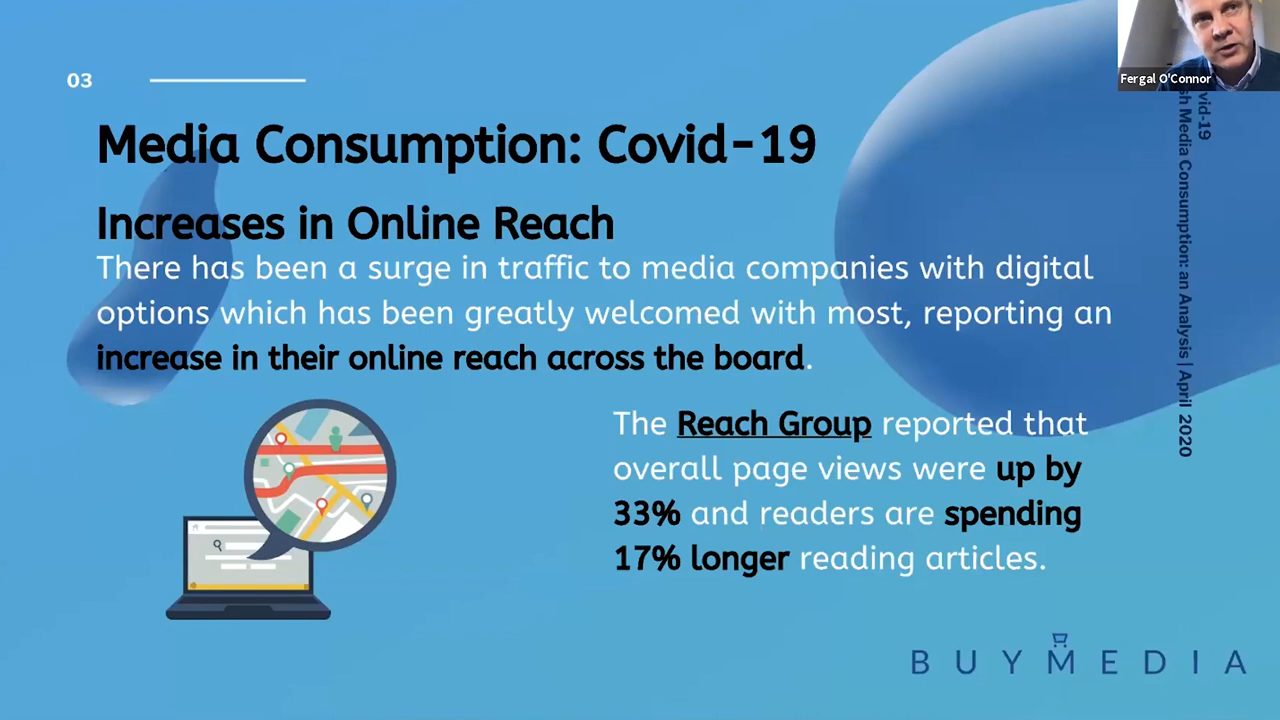 03
Media Consumption: Covid-19
Increases in Online Reach
There has been a surge in traffic to media companies with digital
options which has been greatly welcomed with most, reporting an
increase in their online reach across the board.
The Reach Group reported that
overall page views were up by
33% and readers are spending
17% longer reading articles.
Fergal O'Connor
Media Consumption: an Analysis | April 2020
BUYMEDIA